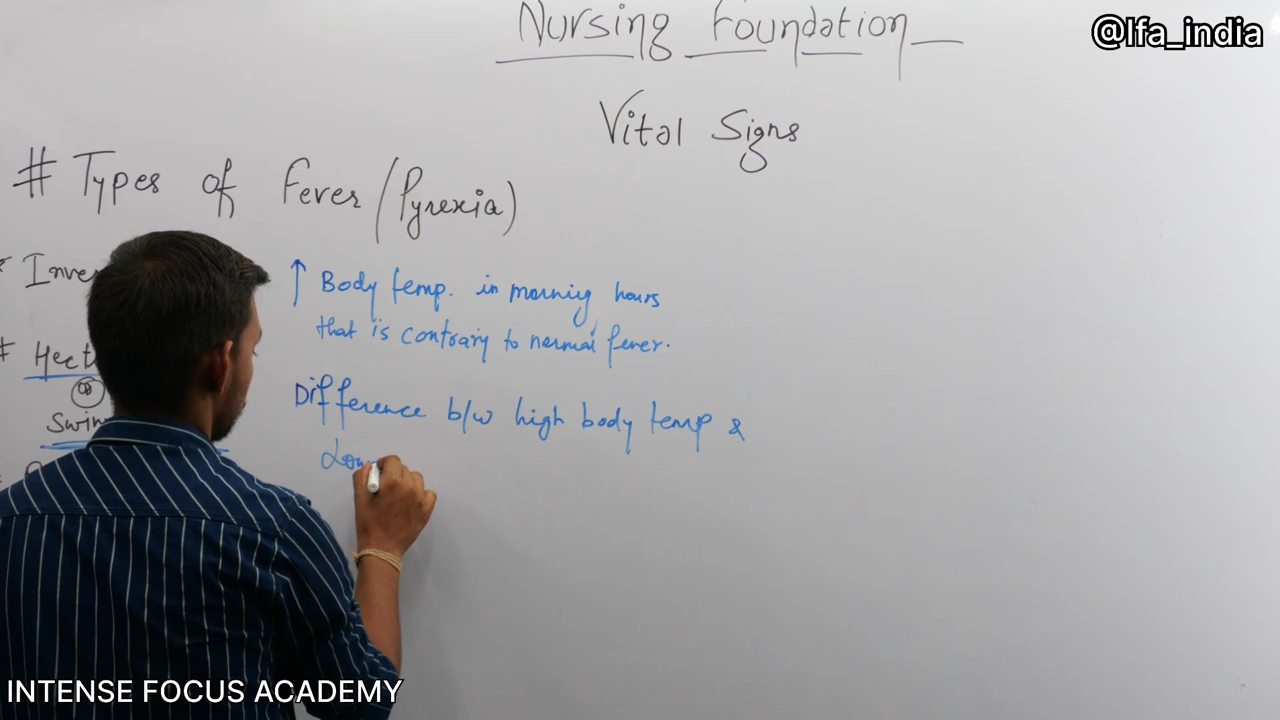 Nursing Foundation
@Ifa_india
Vital Signs
# Types of Fever/(Pyrexia)
↑ Body temp. in morning hours
that is contrary to normal fever.
Difference b/w high body temp &
INTENSE FOCUS ACADEMY